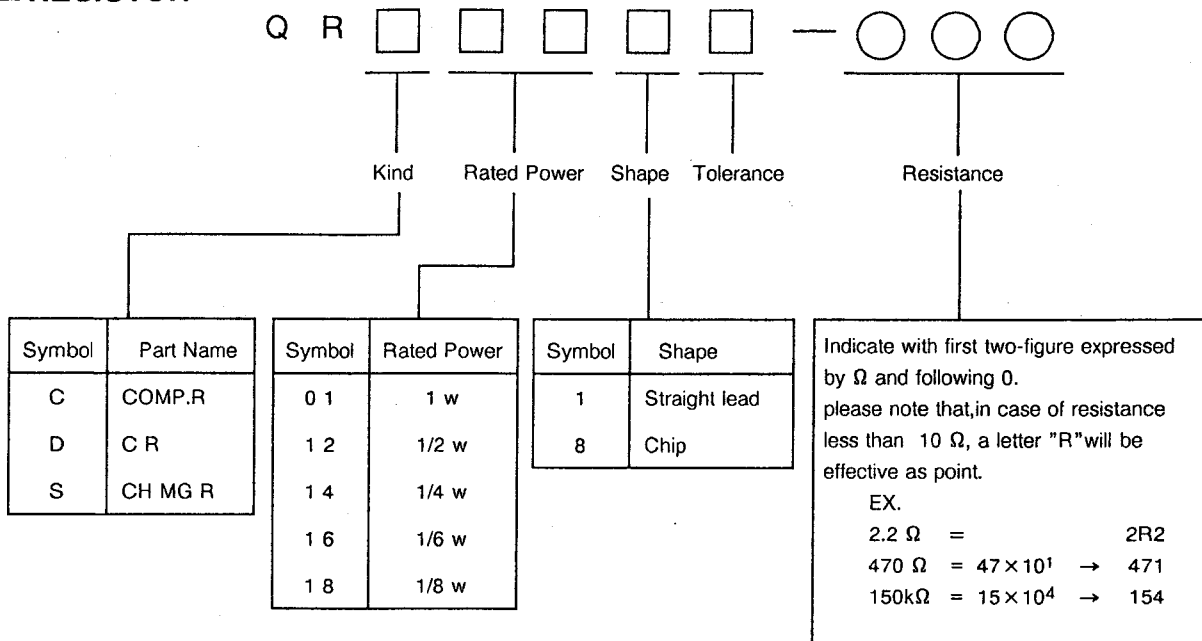 Q R — 
Kind Rated Power Shape Tolerance Resistance
Symbol Part Name
C COMP.R
D C R
S CH MG R
Symbol Rated Power
0 1 1 w
1 2 1/2 w
1 4 1/4 w
1 6 1/6 w
1 8 1/8 w
Symbol Shape
1 Straight lead
8 Chip
Indicate with first two-figure expressed
by Ω and following 0.
please note that,in case of resistance
less than 10 Ω, a letter "R"will be
effective as point.
EX.
2.2 Ω = 2R2
470 Ω = 47×10¹ → 471
150kΩ = 15×10⁴ → 154